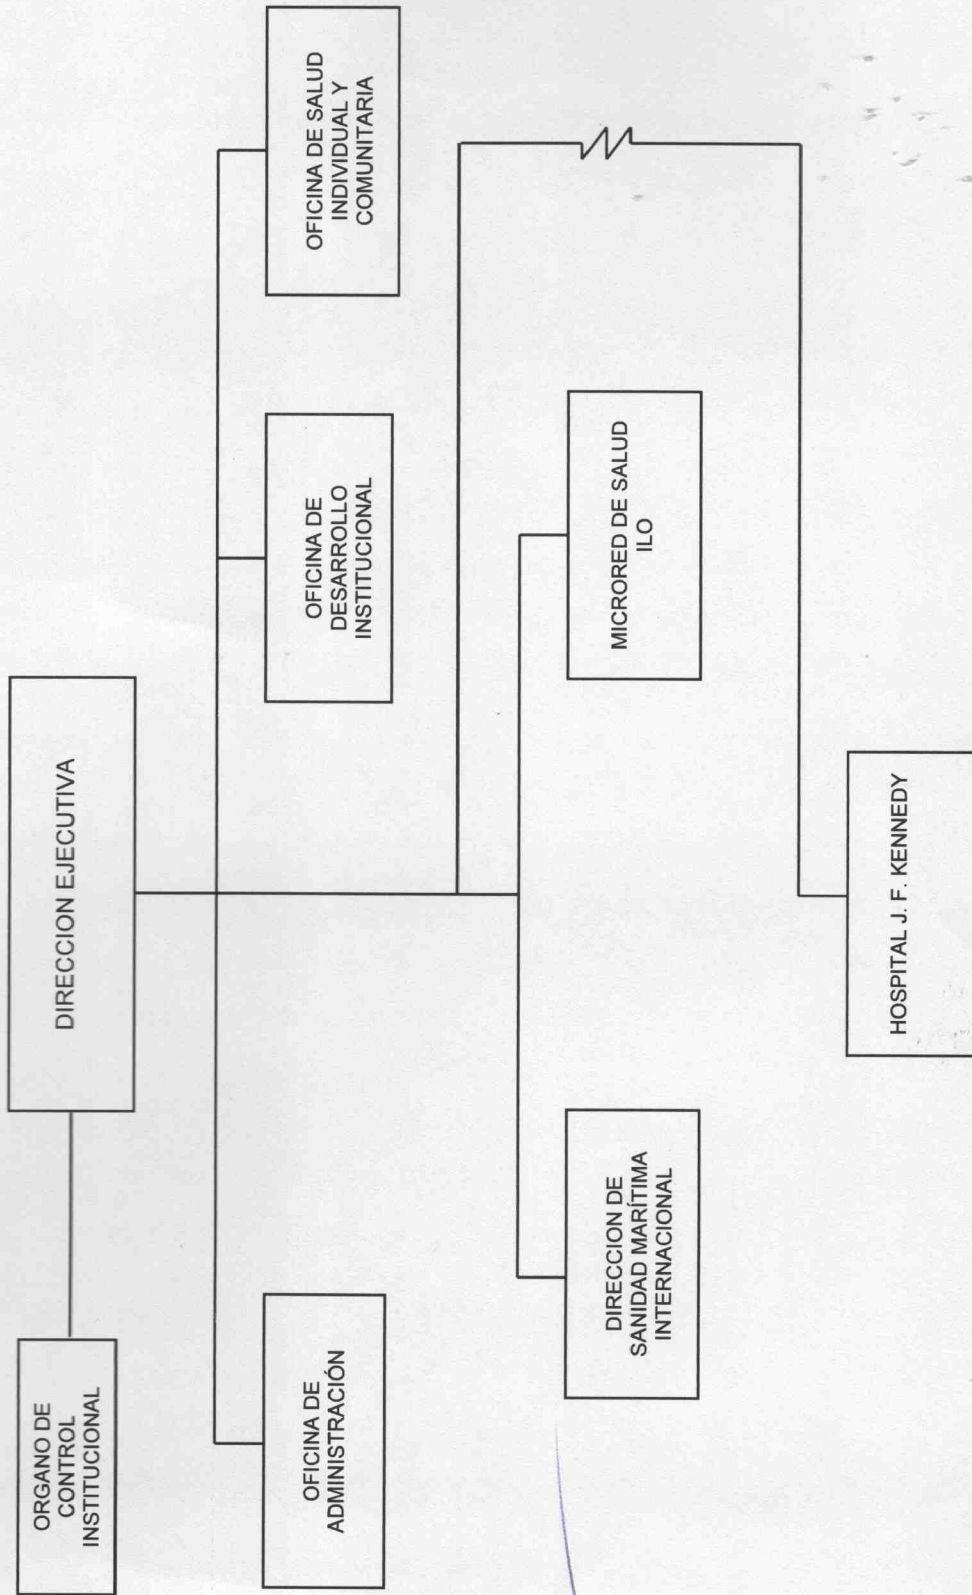 DIRECCION EJECUTIVA
ORGANO DE
CONTROL
INSTITUCIONAL
OFICINA DE
ADMINISTRACIÓN
OFICINA DE
DESARROLLO
INSTITUCIONAL
OFICINA DE SALUD
INDIVIDUAL Y
COMUNITARIA
DIRECCION DE
SANIDAD MARÍTIMA
INTERNACIONAL
MICRORED DE SALUD
ILO
HOSPITAL J. F. KENNEDY